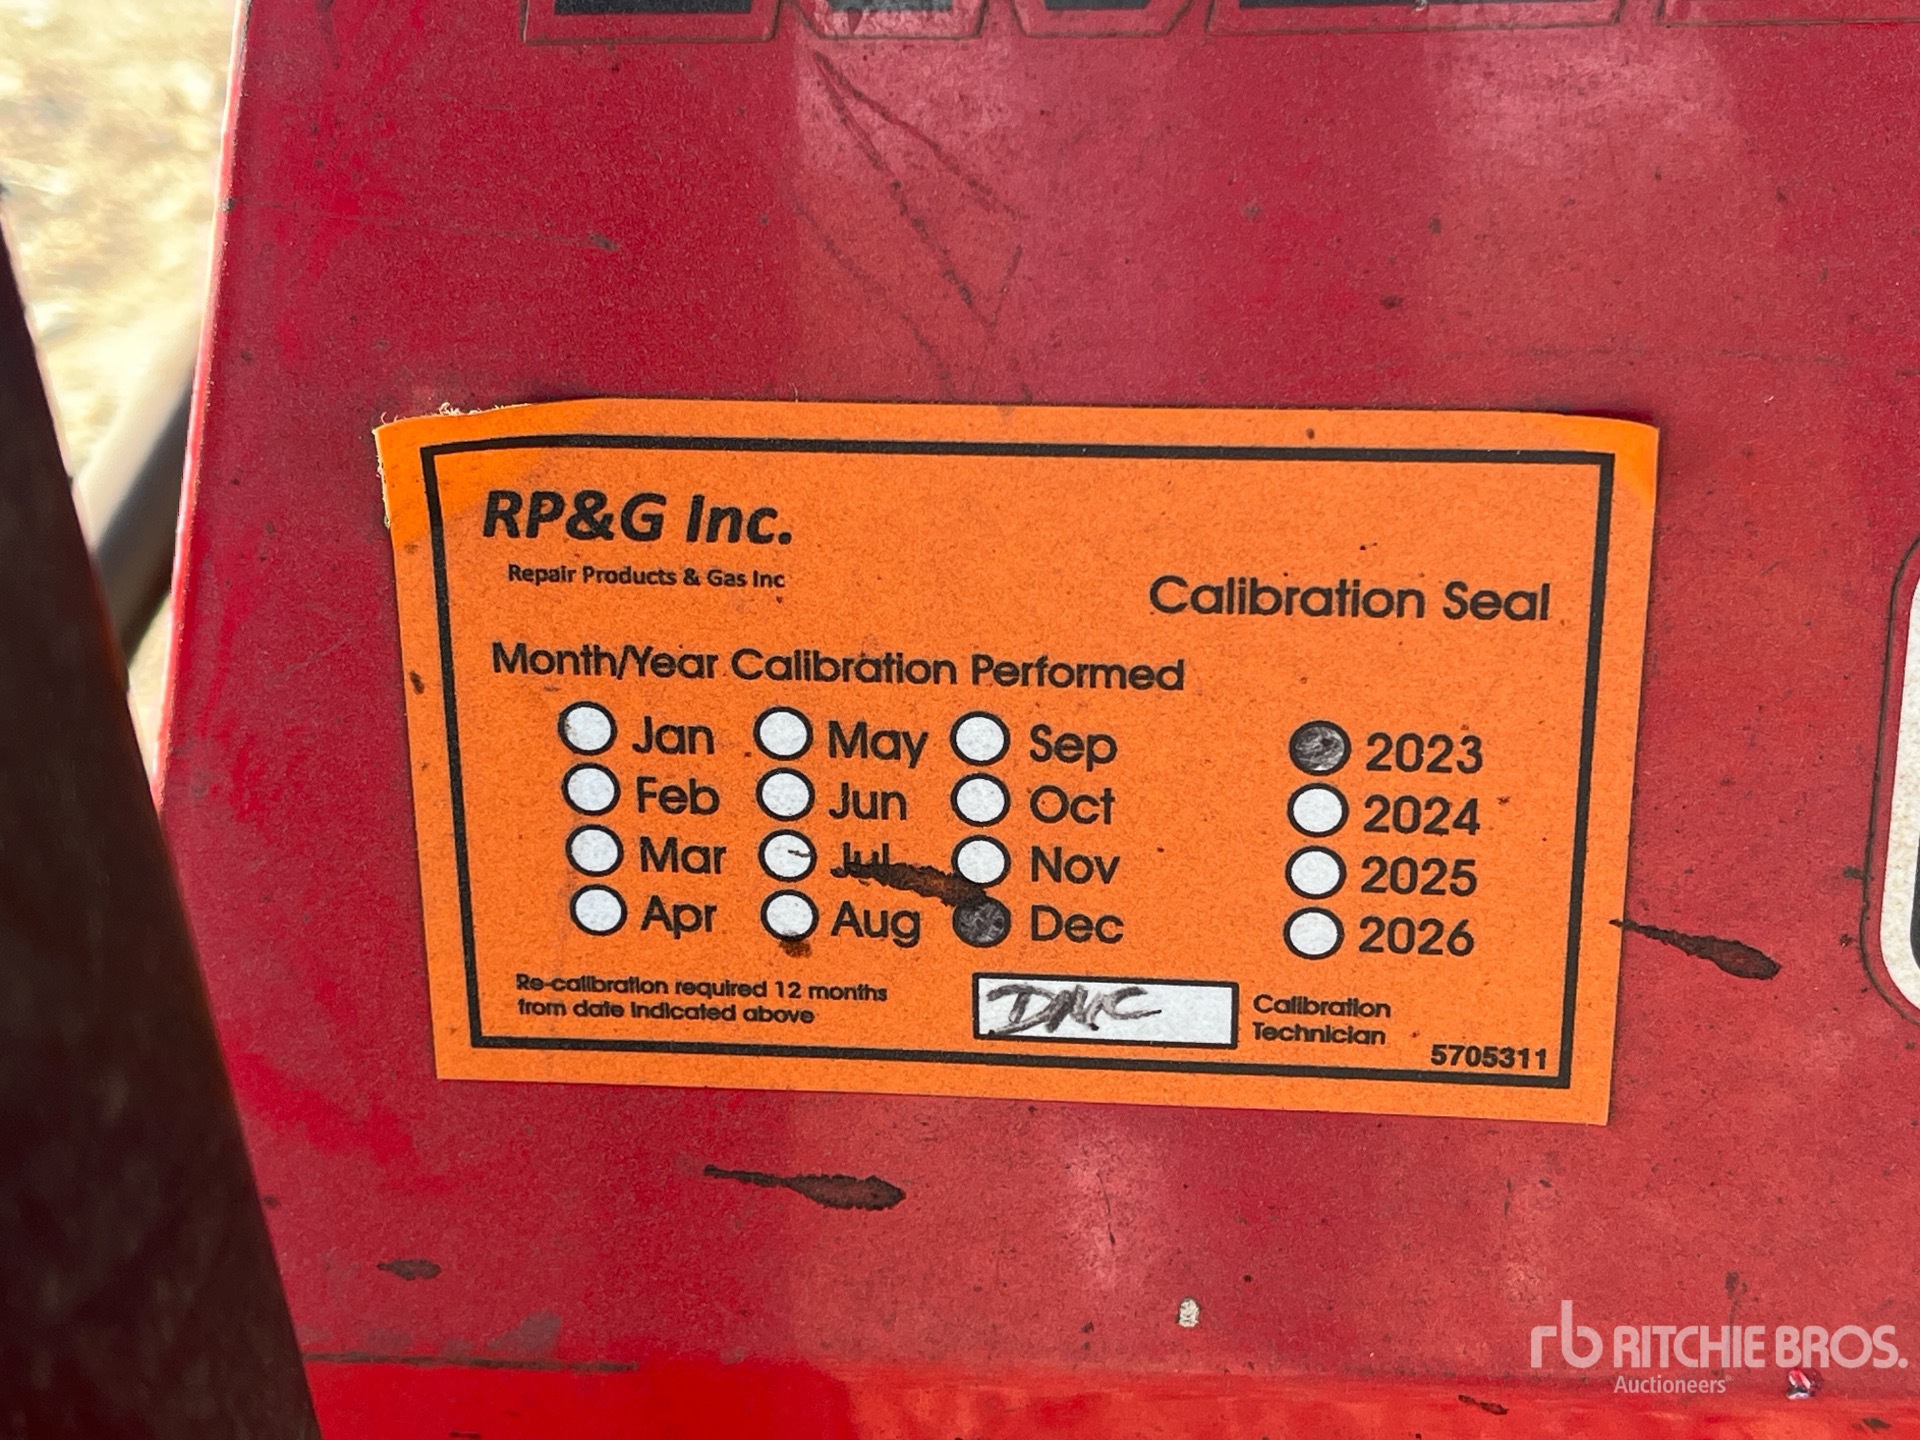 RP&G Inc.
Repair Products & Gas Inc
Calibration Seal
Month/Year Calibration Performed
Jan May Sep 2023
Feb Jun Oct 2024
Mar Jul Nov 2025
Apr Aug Dec 2026
Re-calibration required 12 months
from date indicated above
DMC
Calibration
Technician
5705311
rb RITCHIE BROS.
Auctioneers